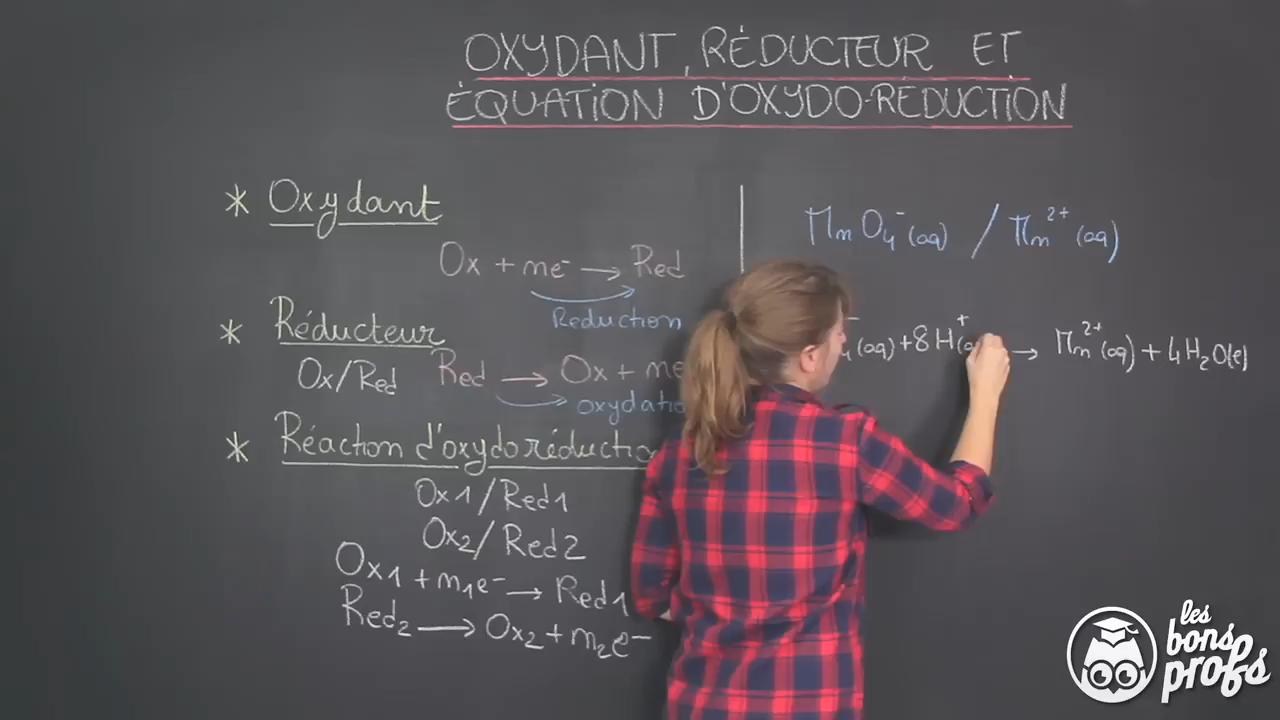 OXYDANT, RÉDUCTEUR ET
ÉQUATION D'OXYDO-RÉDUCTION
* Oxydant
Ox + ne⁻ → Red
Reduction
* Réducteur
Ox/Red
Red → Ox + ne
oxydatio
* Réaction d'oxydoréductio
Ox1/Red1
Ox2/Red2
Ox1 + n₁e⁻ → Red1
Red₂ → Ox₂ + n₂e⁻
MnO₄⁻(aq) / Mn²⁺(aq)
₄⁻(aq) + 8H⁺(a → Mn²⁺(aq) + 4H₂O(l)
les bons profs